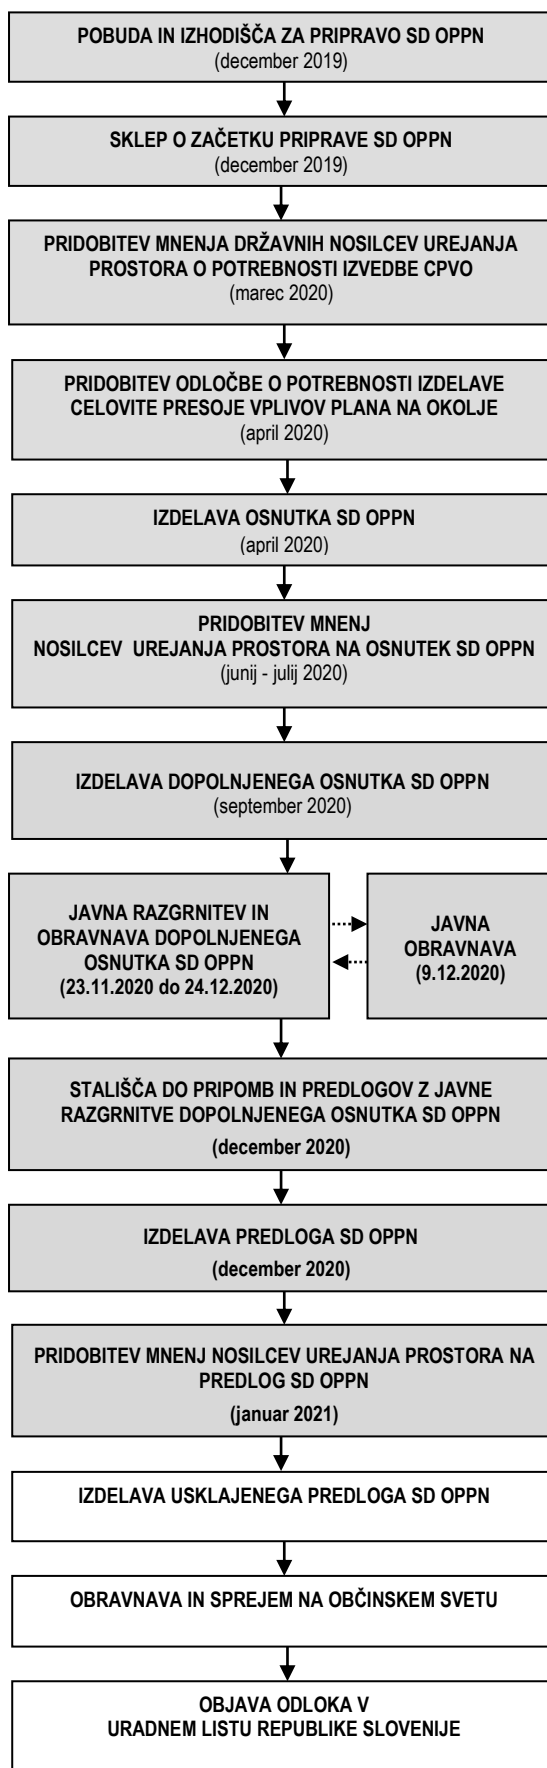 POBUDA IN IZHODIŠČA ZA PRIPRAVO SD OPPN
(december 2019)
SKLEP O ZAČETKU PRIPRAVE SD OPPN
(december 2019)
PRIDOBITEV MNENJA DRŽAVNIH NOSILCEV UREJANJA
PROSTORA O POTREBNOSTI IZVEDBE CPVO
(marec 2020)
PRIDOBITEV ODLOČBE O POTREBNOSTI IZDELAVE
CELOVITE PRESOJE VPLIVOV PLANA NA OKOLJE
(april 2020)
IZDELAVA OSNUTKA SD OPPN
(april 2020)
PRIDOBITEV MNENJ
NOSILCEV UREJANJA PROSTORA NA OSNUTEK SD OPPN
(junij - julij 2020)
IZDELAVA DOPOLNJENEGA OSNUTKA SD OPPN
(september 2020)
JAVNA RAZGRNITEV IN
OBRAVNAVA DOPOLNJENEGA
OSNUTKA SD OPPN
(23.11.2020 do 24.12.2020)
JAVNA
OBRAVNAVA
(9.12.2020)
STALIŠČA DO PRIPOMB IN PREDLOGOV Z JAVNE
RAZGRNITVE DOPOLNJENEGA OSNUTKA SD OPPN
(december 2020)
IZDELAVA PREDLOGA SD OPPN
(december 2020)
PRIDOBITEV MNENJ NOSILCEV UREJANJA PROSTORA NA
PREDLOG SD OPPN
(januar 2021)
IZDELAVA USKLAJENEGA PREDLOGA SD OPPN
OBRAVNAVA IN SPREJEM NA OBČINSKEM SVETU
OBJAVA ODLOKA V
URADNEM LISTU REPUBLIKE SLOVENIJE